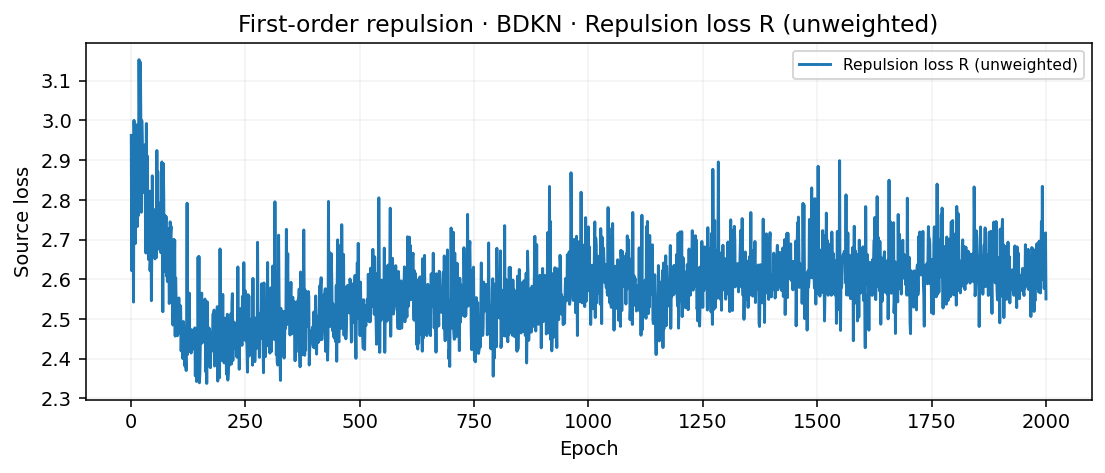 First-order repulsion · BDKN · Repulsion loss R (unweighted)
Repulsion loss R (unweighted)
Source loss
3.1
3.0
2.9
2.8
2.7
2.6
2.5
2.4
2.3
0 250 500 750 1000 1250 1500 1750 2000
Epoch